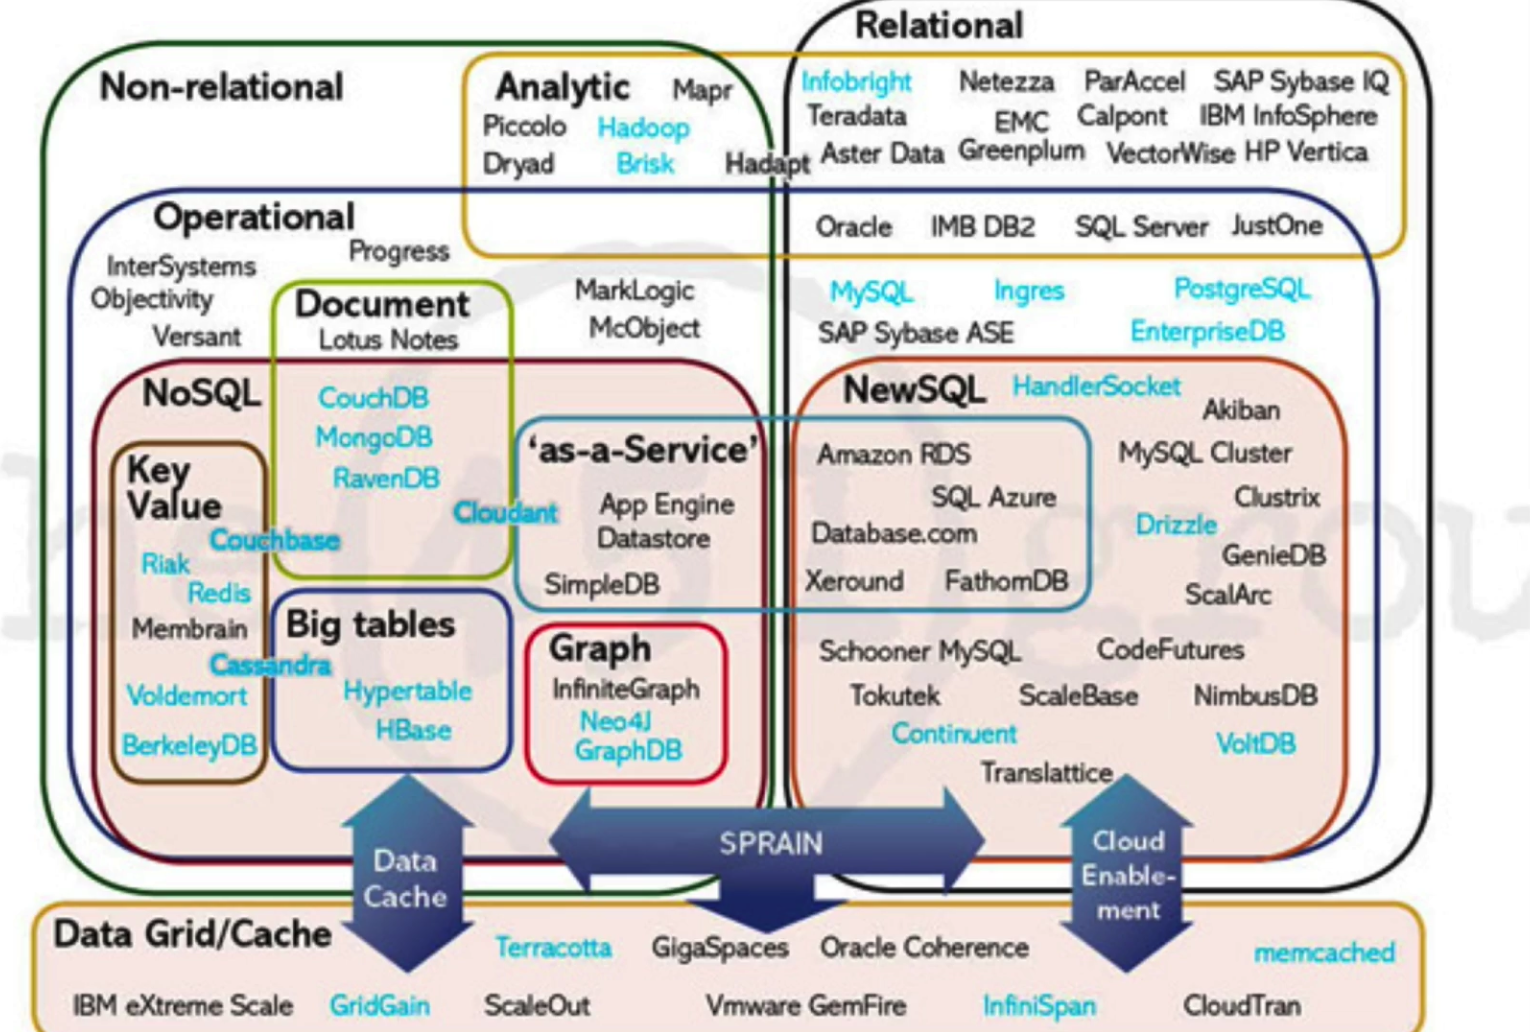 Relational
Non-relational
Analytic
Mapr
Piccolo
Hadoop
Dryad
Brisk
Hadapt
Infobright
Netezza
ParAccel
SAP Sybase IQ
Teradata
EMC
Greenplum
Calpont
IBM InfoSphere
Aster Data
VectorWise
HP Vertica
Operational
Oracle
IMB DB2
SQL Server
JustOne
Progress
InterSystems
Objectivity
Versant
Document
Lotus Notes
MarkLogic
McObject
MySQL
Ingres
PostgreSQL
SAP Sybase ASE
EnterpriseDB
NoSQL
CouchDB
MongoDB
RavenDB
Cloudant
Key
Value
Couchbase
Riak
Redis
Membrain
Cassandra
Voldemort
BerkeleyDB
Big tables
Hypertable
HBase
‘as-a-Service’
App Engine
Datastore
SimpleDB
Graph
InfiniteGraph
Neo4J
GraphDB
NewSQL
HandlerSocket
Akiban
Amazon RDS
MySQL Cluster
SQL Azure
Clustrix
Database.com
Drizzle
GenieDB
Xeround
FathomDB
ScalArc
Schooner MySQL
CodeFutures
Tokutek
ScaleBase
NimbusDB
Continuent
VoltDB
Translattice
Data
Cache
SPRAIN
Cloud
Enable-
ment
Data Grid/Cache
Terracotta
GigaSpaces
Oracle Coherence
memcached
IBM eXtreme Scale
GridGain
ScaleOut
Vmware GemFire
InfiniSpan
CloudTran